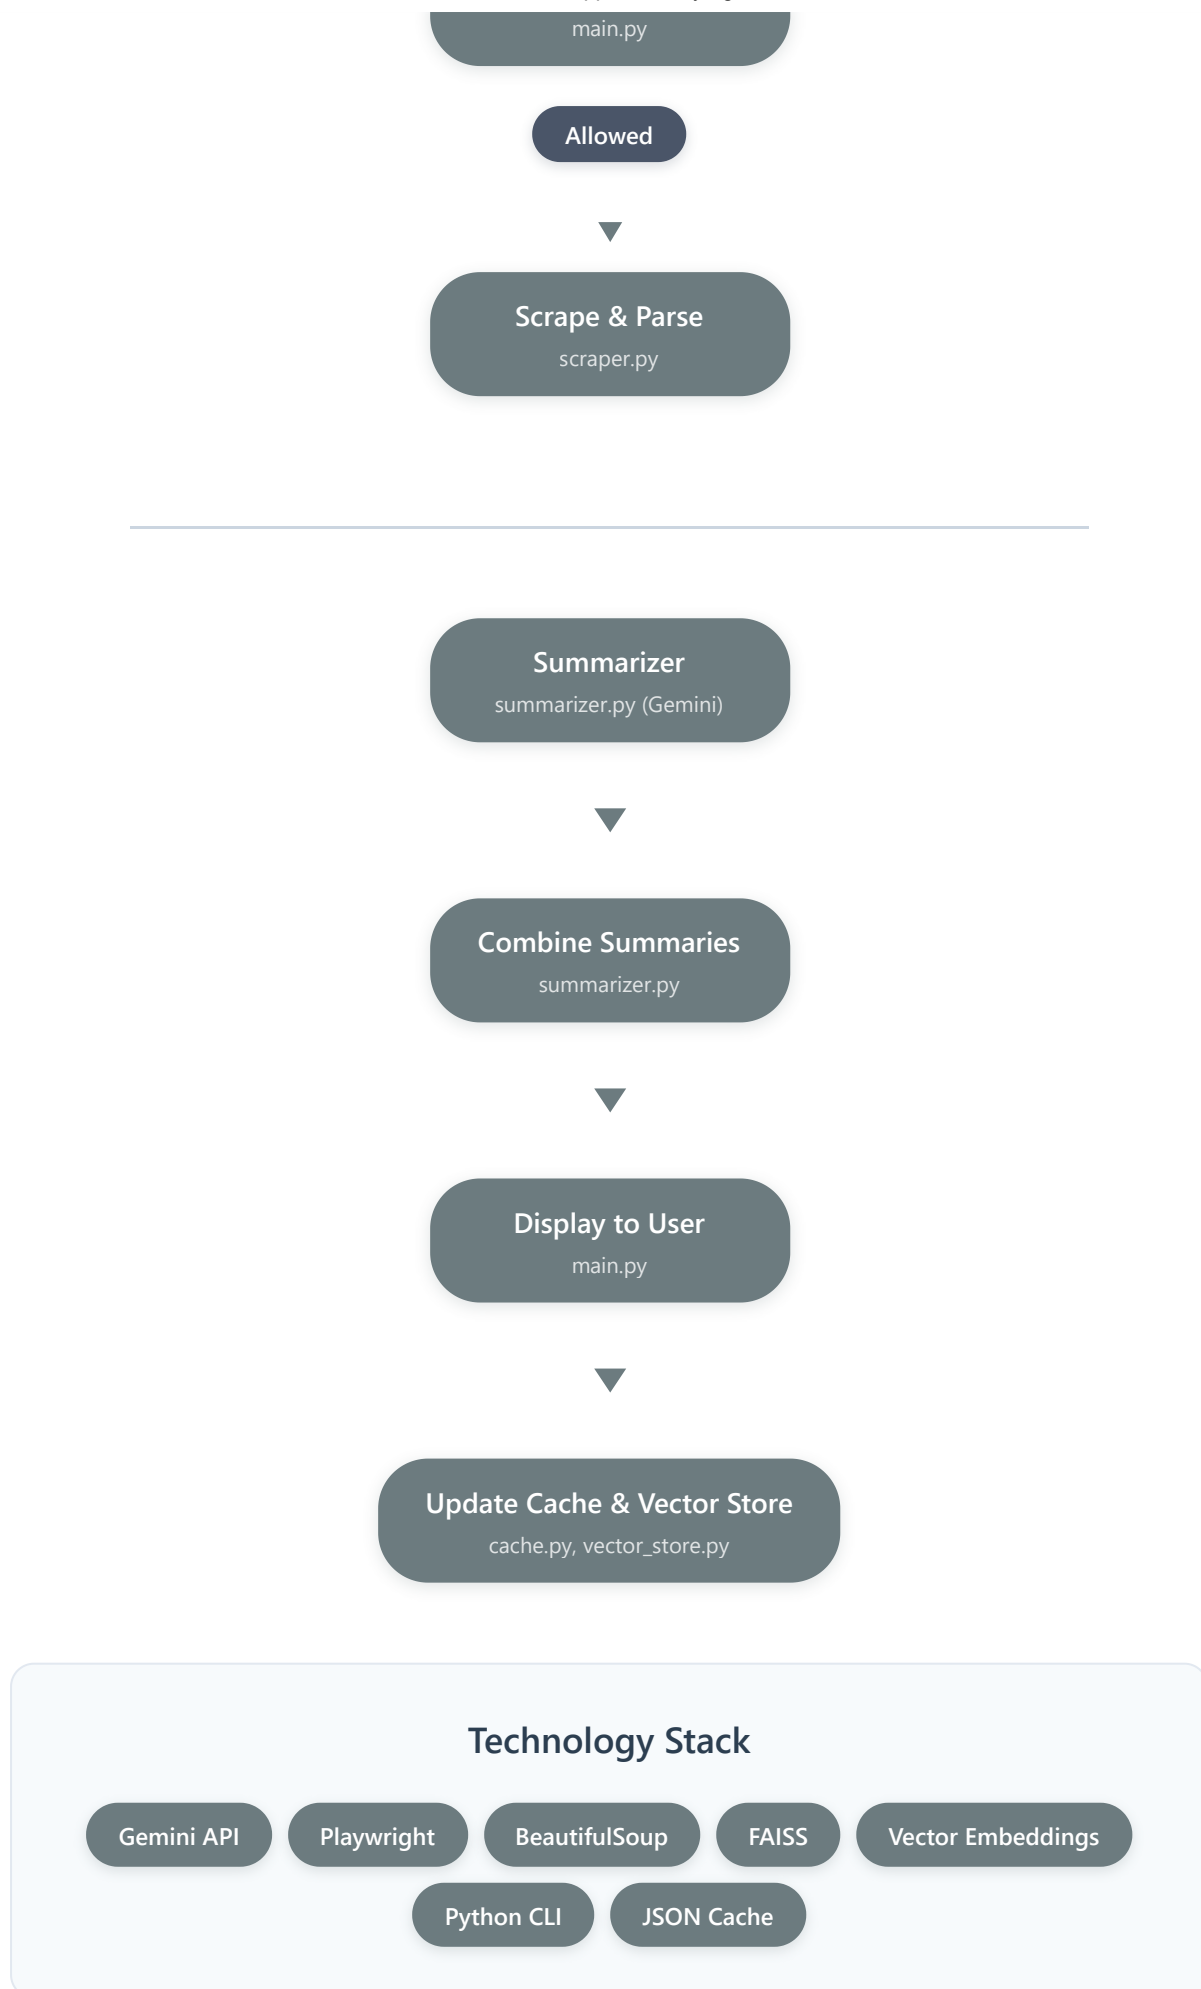 main.py
Allowed
Scrape & Parse
scraper.py
Summarizer
summarizer.py (Gemini)
Combine Summaries
summarizer.py
Display to User
main.py
Update Cache & Vector Store
cache.py, vector_store.py
Technology Stack
Gemini API Playwright BeautifulSoup FAISS Vector Embeddings
Python CLI JSON Cache